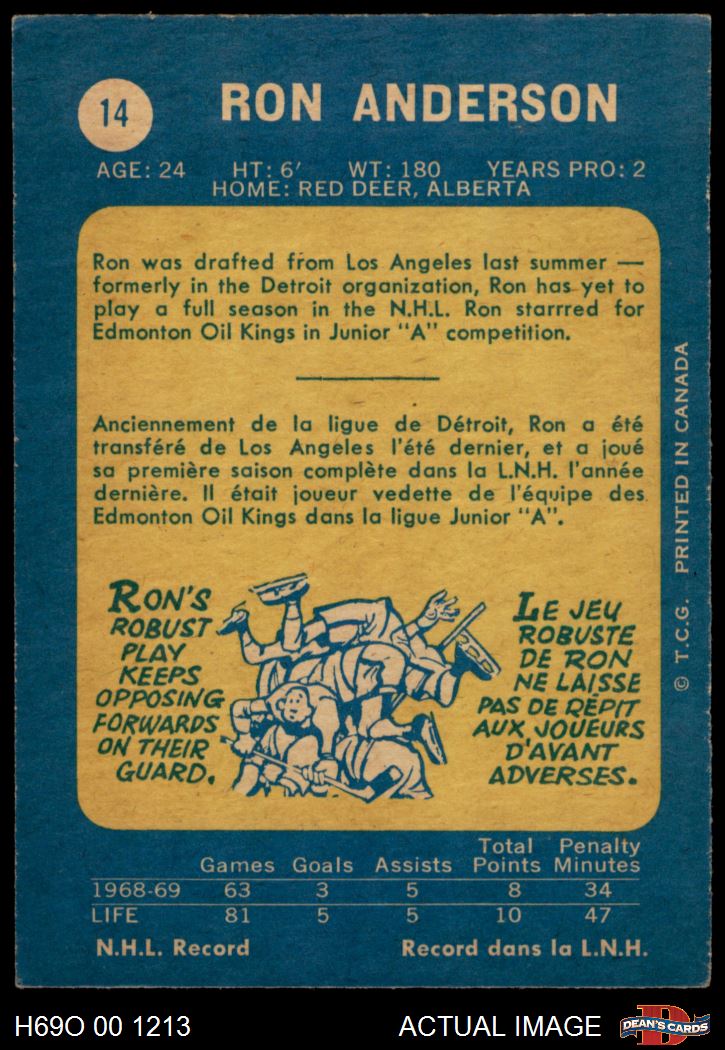 14
RON ANDERSON
AGE: 24 HT: 6′ WT: 180 YEARS PRO: 2
HOME: RED DEER, ALBERTA
Ron was drafted from Los Angeles last summer —
formerly in the Detroit organization, Ron has yet to
play a full season in the N.H.L. Ron starrred for
Edmonton Oil Kings in Junior "A" competition.
Anciennement de la ligue de Détroit, Ron a été
transféré de Los Angeles l'été dernier, et a joué
sa première saison complète dans la L.N.H. l'année
dernière. Il était joueur vedette de l'équipe des
Edmonton Oil Kings dans la ligue Junior "A".
RON'S
ROBUST
PLAY
KEEPS
OPPOSING
FORWARDS
ON THEIR
GUARD.
LE JEU
ROBUSTE
DE RON
NE LAISSE
PAS DE RÉPIT
AUX JOUEURS
D'AVANT
ADVERSES.
© T.C.G. PRINTED IN CANADA
Total Penalty
Games Goals Assists Points Minutes
1968-69 63 3 5 8 34
LIFE 81 5 5 10 47
N.H.L. Record Record dans la L.N.H.
H69O 00 1213 ACTUAL IMAGE D DEAN'S CARDS